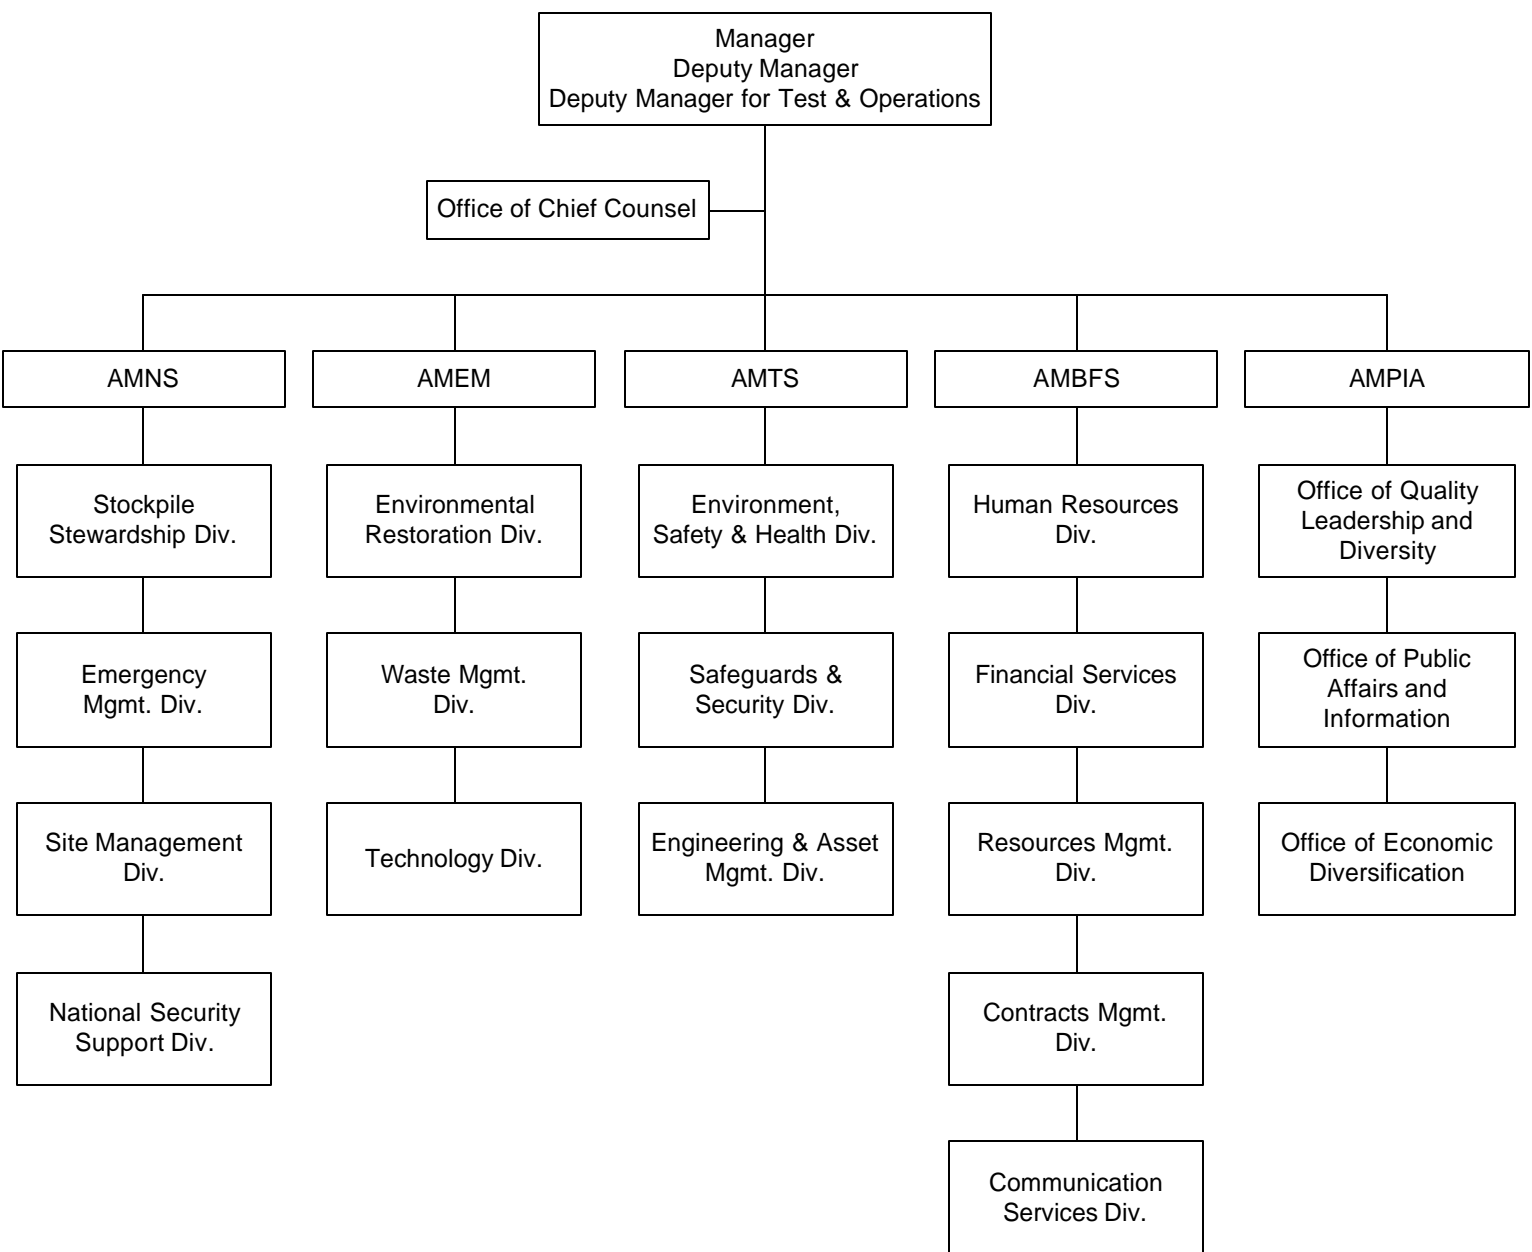 Manager
Deputy Manager
Deputy Manager for Test & Operations
Office of Chief Counsel
AMNS
AMEM
AMTS
AMBFS
AMPIA
Stockpile
Stewardship Div.
Environmental
Restoration Div.
Environment,
Safety & Health Div.
Human Resources
Div.
Office of Quality
Leadership and
Diversity
Emergency
Mgmt. Div.
Waste Mgmt.
Div.
Safeguards &
Security Div.
Financial Services
Div.
Office of Public
Affairs and
Information
Site Management
Div.
Technology Div.
Engineering & Asset
Mgmt. Div.
Resources Mgmt.
Div.
Office of Economic
Diversification
National Security
Support Div.
Contracts Mgmt.
Div.
Communication
Services Div.